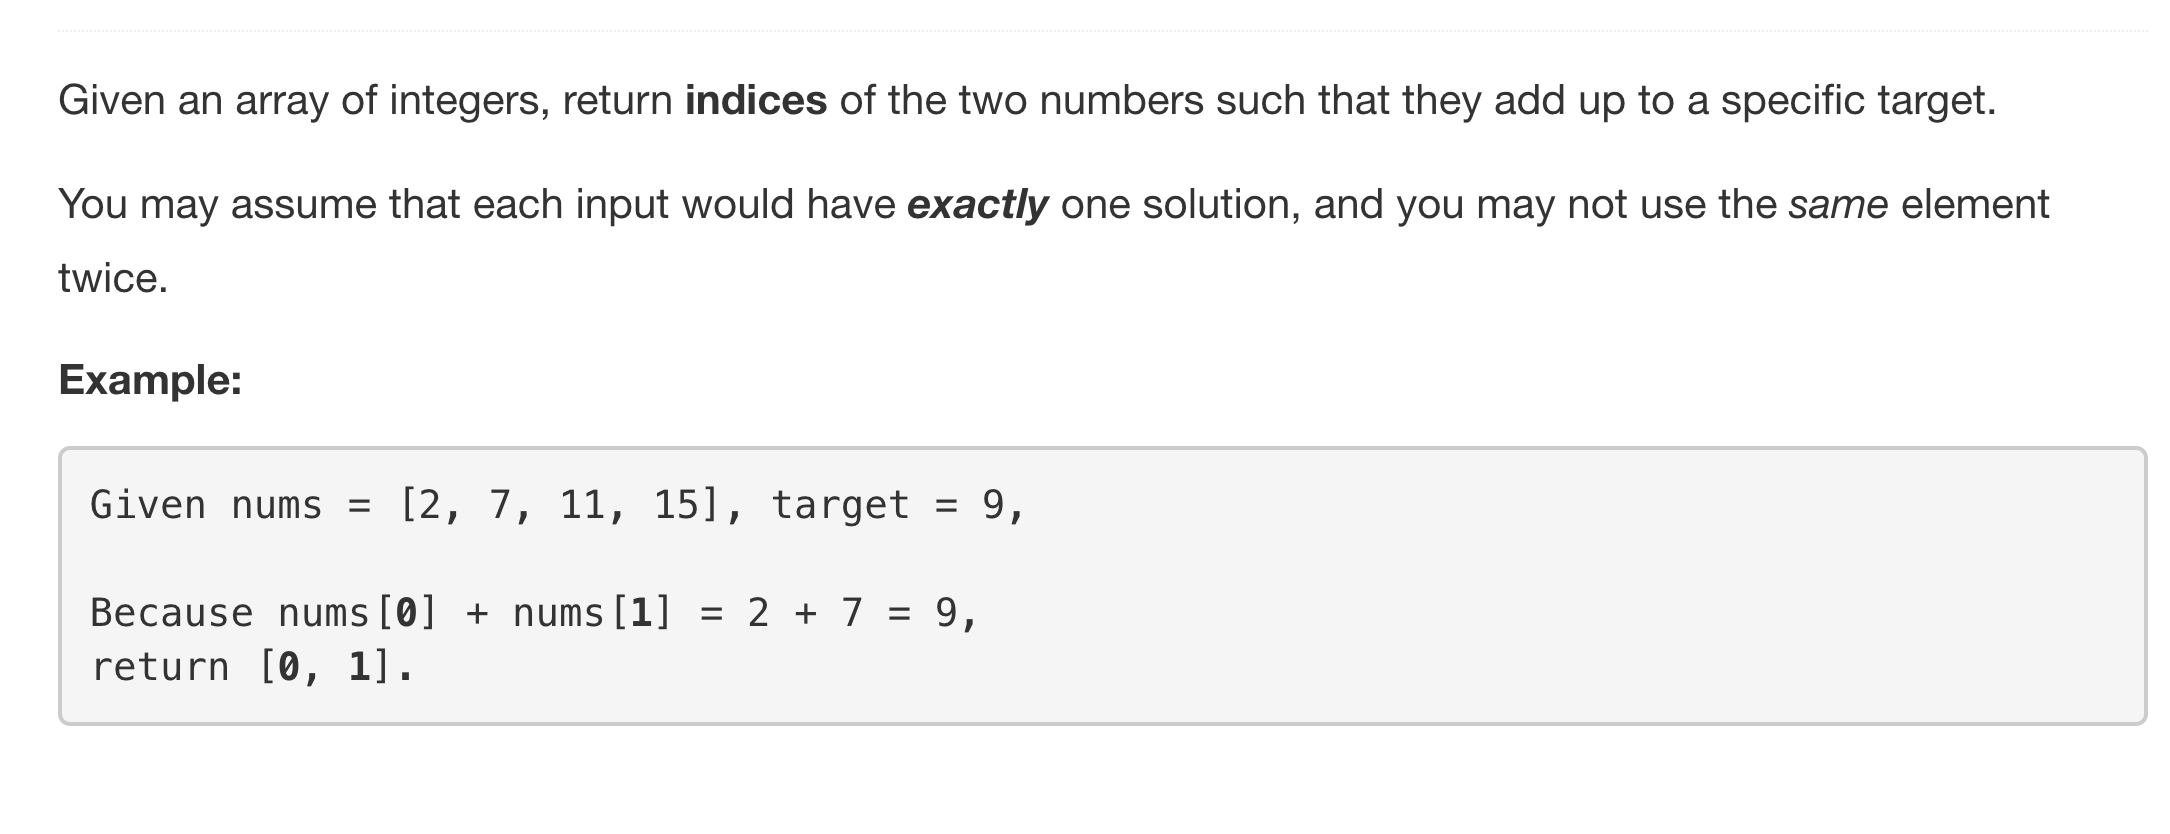 Given an array of integers, return indices of the two numbers such that they add up to a specific target.
You may assume that each input would have exactly one solution, and you may not use the same element
twice.
Example:
Given nums = [2, 7, 11, 15], target = 9,
Because nums[0] + nums[1] = 2 + 7 = 9,
return [0, 1].